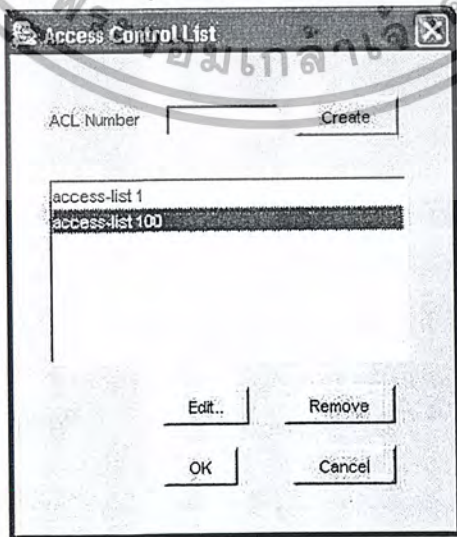 Access Control List
ACL Number
Create
access-list 1
access-list 100
Edit..
Remove
OK
Cancel